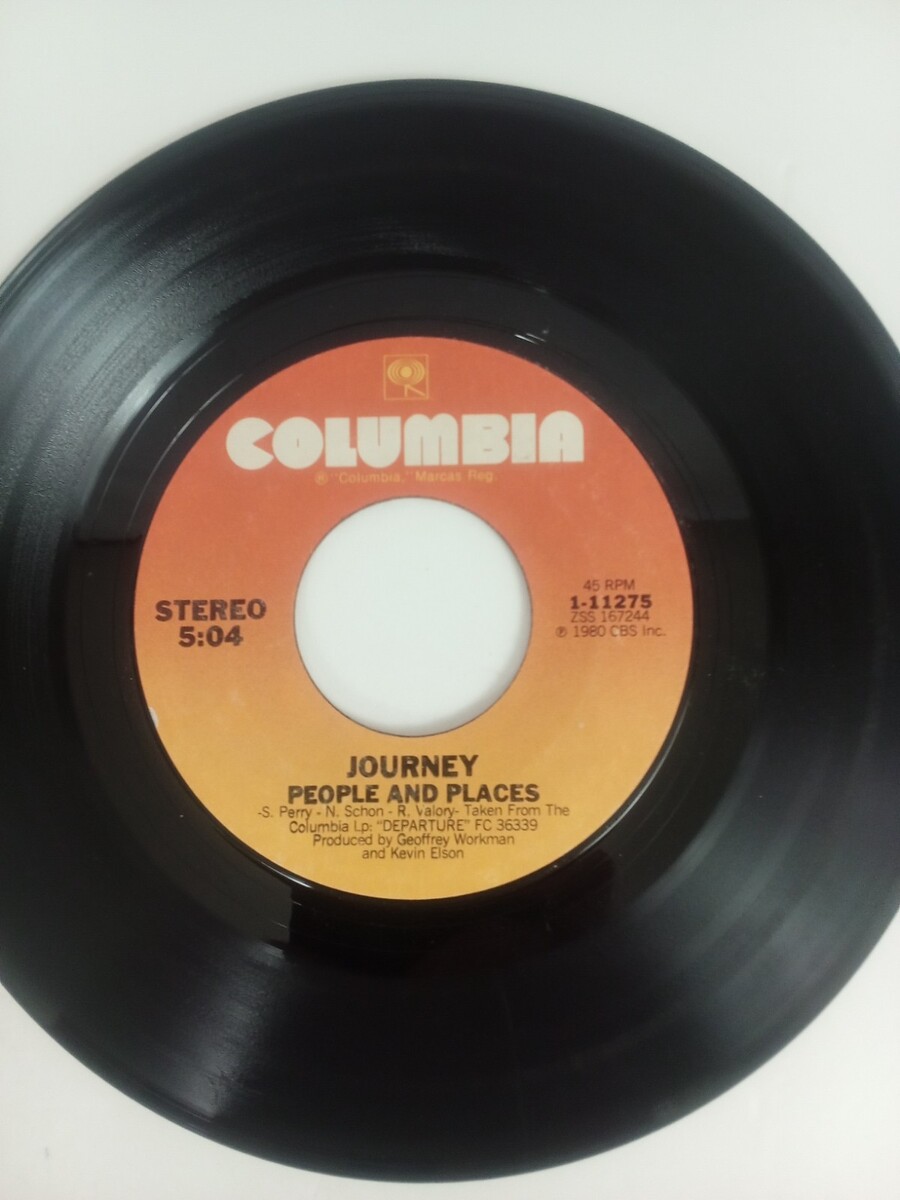 COLUMBIA
® "Columbia," Marcas Reg.
STEREO
5:04
45 RPM
1-11275
ZSS 167244
℗ 1980 CBS Inc.
JOURNEY
PEOPLE AND PLACES
-S. Perry - N. Schon - R. Valory- Taken From The
Columbia Lp: "DEPARTURE" FC 36339
Produced by Geoffrey Workman
and Kevin Elson